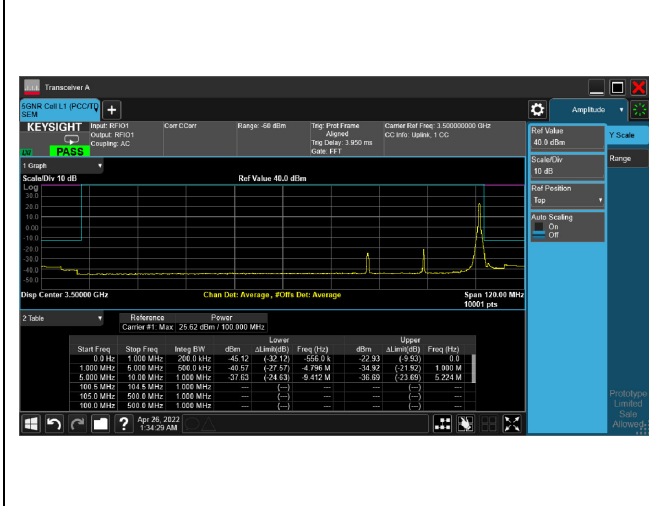 Transceiver A
5GNR Cell L1 (PCC/TD
SEM
+
Amplitude
KEYSIGHT
PASS
Input: RFIO1
Output: RFIO1
Coupling: AC
Corr CCorr
Range: -60 dBm
Trig: Prot Frame
Aligned
Trig Delay: 3.950 ms
Gate: FFT
Carrier Ref Freq: 3.500000000 GHz
CC Info: Uplink, 1 CC
Ref Value
40.0 dBm
Y Scale
Scale/Div
10 dB
Range
Ref Position
Top
Auto Scaling
On
Off
1 Graph
Scale/Div 10 dB
Ref Value 40.0 dBm
Log
30.0
20.0
10.0
0.00
-10.0
-20.0
-30.0
-40.0
-50.0
Disp Center 3.50000 GHz
Chan Det: Average, #Offs Det: Average
Span 120.00 MHz
10001 pts
2 Table
Reference Power
Carrier #1: Max 25.62 dBm / 100.000 MHz
Lower Upper
Start Freq Stop Freq Integ BW dBm ΔLimit(dB) Freq (Hz) dBm ΔLimit(dB) Freq (Hz)
0.0 Hz 1.000 MHz 200.0 kHz -45.12 (-32.12) -556.0 k -22.93 (-9.93) 0.0
1.000 MHz 5.000 MHz 500.0 kHz -40.57 (-27.57) -4.796 M -34.92 (-21.92) 1.000 M
5.000 MHz 10.00 MHz 1.000 MHz -37.63 (-24.63) -9.412 M -36.69 (-23.69) 5.224 M
100.5 MHz 104.5 MHz 1.000 MHz --- (---) --- --- (---) ---
105.0 MHz 500.0 MHz 1.000 MHz --- (---) --- --- (---) ---
100.0 MHz 500.0 MHz 1.000 MHz --- (---) --- --- (---) ---
Prototype
Limited
Sale
Allowed
?
Apr 26, 2022
1:34:29 AM